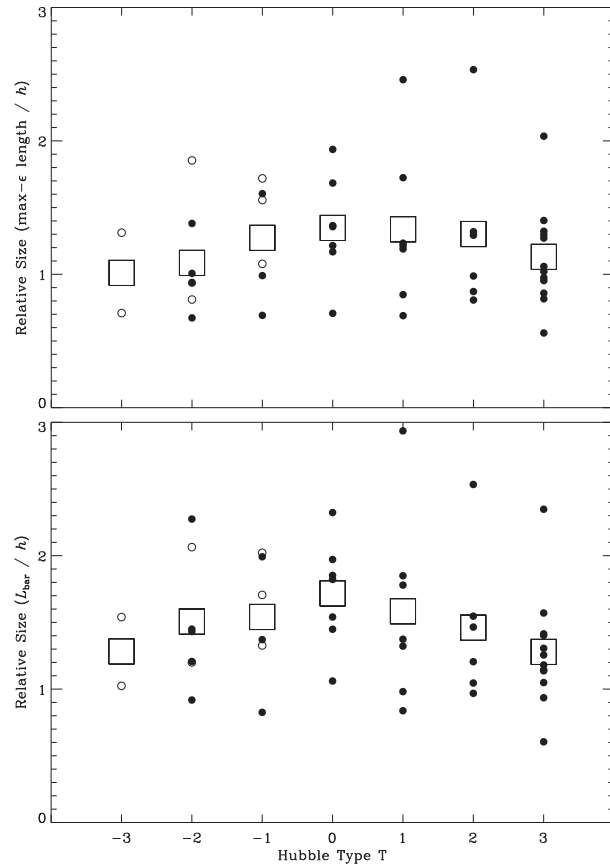 3
2
1
0
Relative Size (max-ϵ length / h)
3
2
1
0
Relative Size (L_bar / h)
−3 −2 −1 0 1 2 3
Hubble Type T